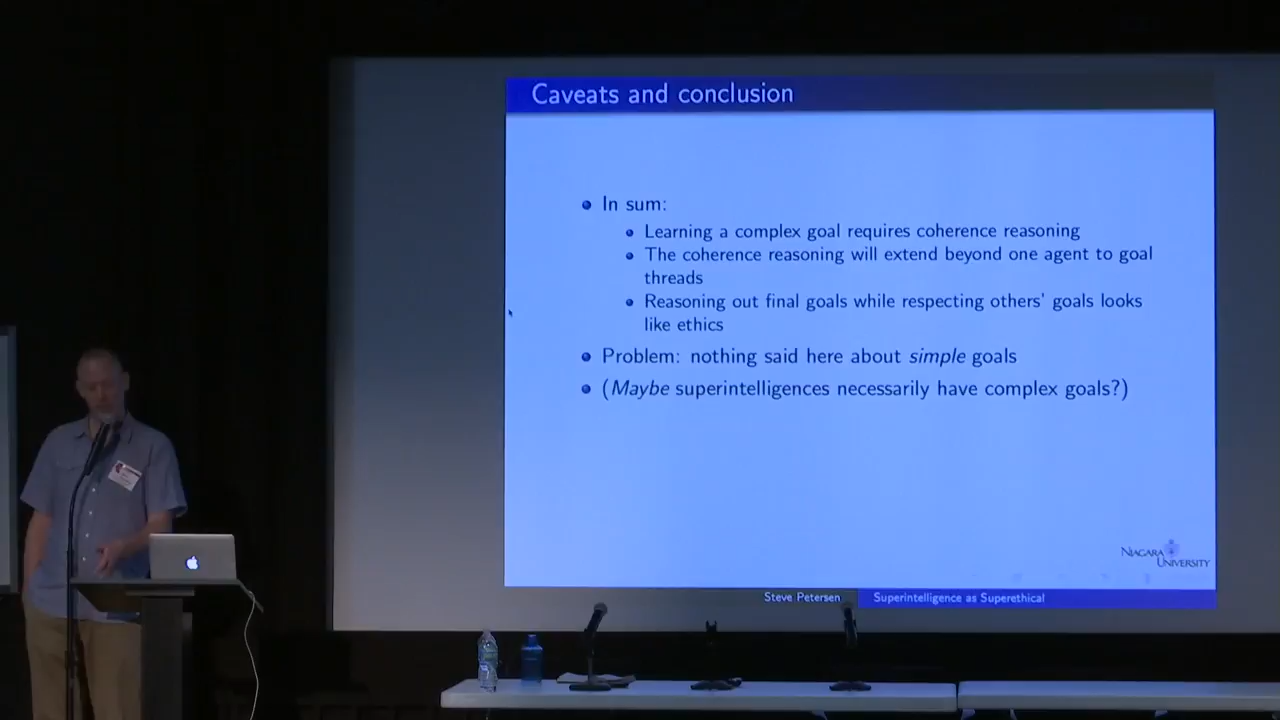 Caveats and conclusion
In sum:
Learning a complex goal requires coherence reasoning
The coherence reasoning will extend beyond one agent to goal
threads
Reasoning out final goals while respecting others' goals looks
like ethics
Problem: nothing said here about simple goals
(Maybe superintelligences necessarily have complex goals?)
NIAGARA
UNIVERSITY
Steve Petersen
Superintelligence as Superethical